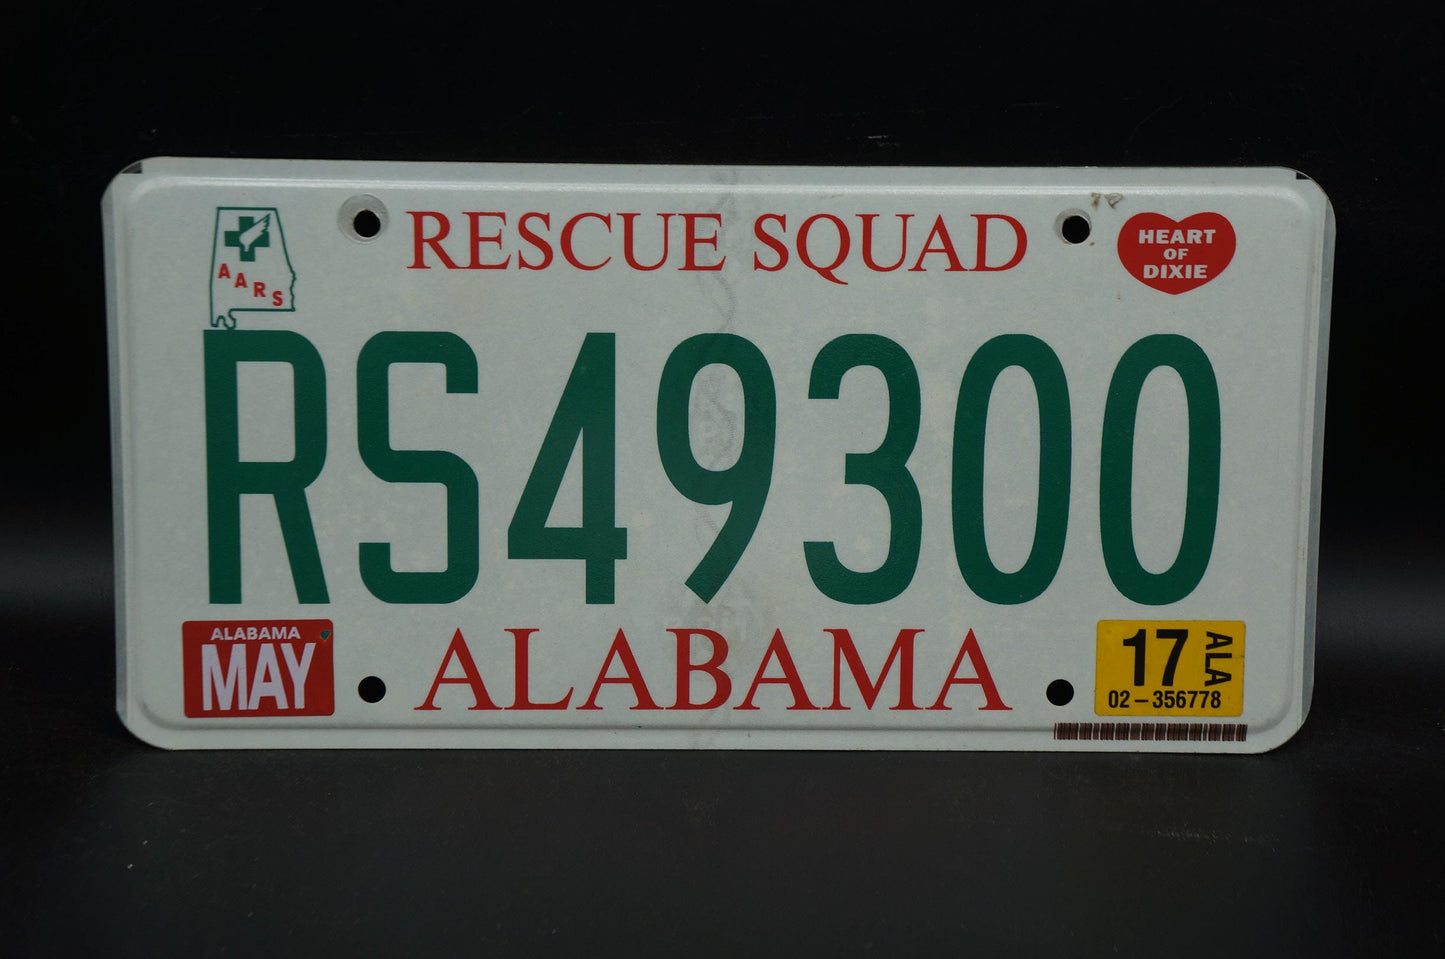 RESCUE SQUAD
AARS
HEART
OF
DIXIE
RS49300
ALABAMA
MAY
ALABAMA
17 ALA
02-356778